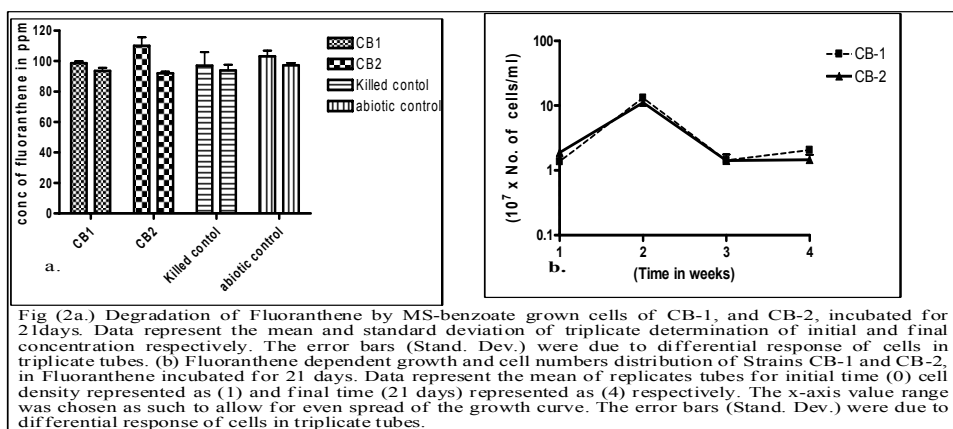 a.
conc of fluoranthene in ppm
120
100
80
60
40
20
0
CB1
CB2
Killed contol
abiotic control
CB1
CB2
Killed contol
abiotic control
b.
(10⁷ x No. of cells/ml)
100
10
1
0.1
1
2
3
4
(Time in weeks)
CB-1
CB-2
Fig (2a.) Degradation of Fluoranthene by MS-benzoate grown cells of CB-1, and CB-2, incubated for
21days. Data represent the mean and standard deviation of triplicate determination of initial and final
concentration respectively. The error bars (Stand. Dev.) were due to differential response of cells in
triplicate tubes. (b) Fluoranthene dependent growth and cell numbers distribution of Strains CB-1 and CB-2,
in Fluoranthene incubated for 21 days. Data represent the mean of replicates tubes for initial time (0) cell
density represented as (1) and final time (21 days) represented as (4) respectively. The x-axis value range
was chosen as such to allow for even spread of the growth curve. The error bars (Stand. Dev.) were due to
differential response of cells in triplicate tubes.